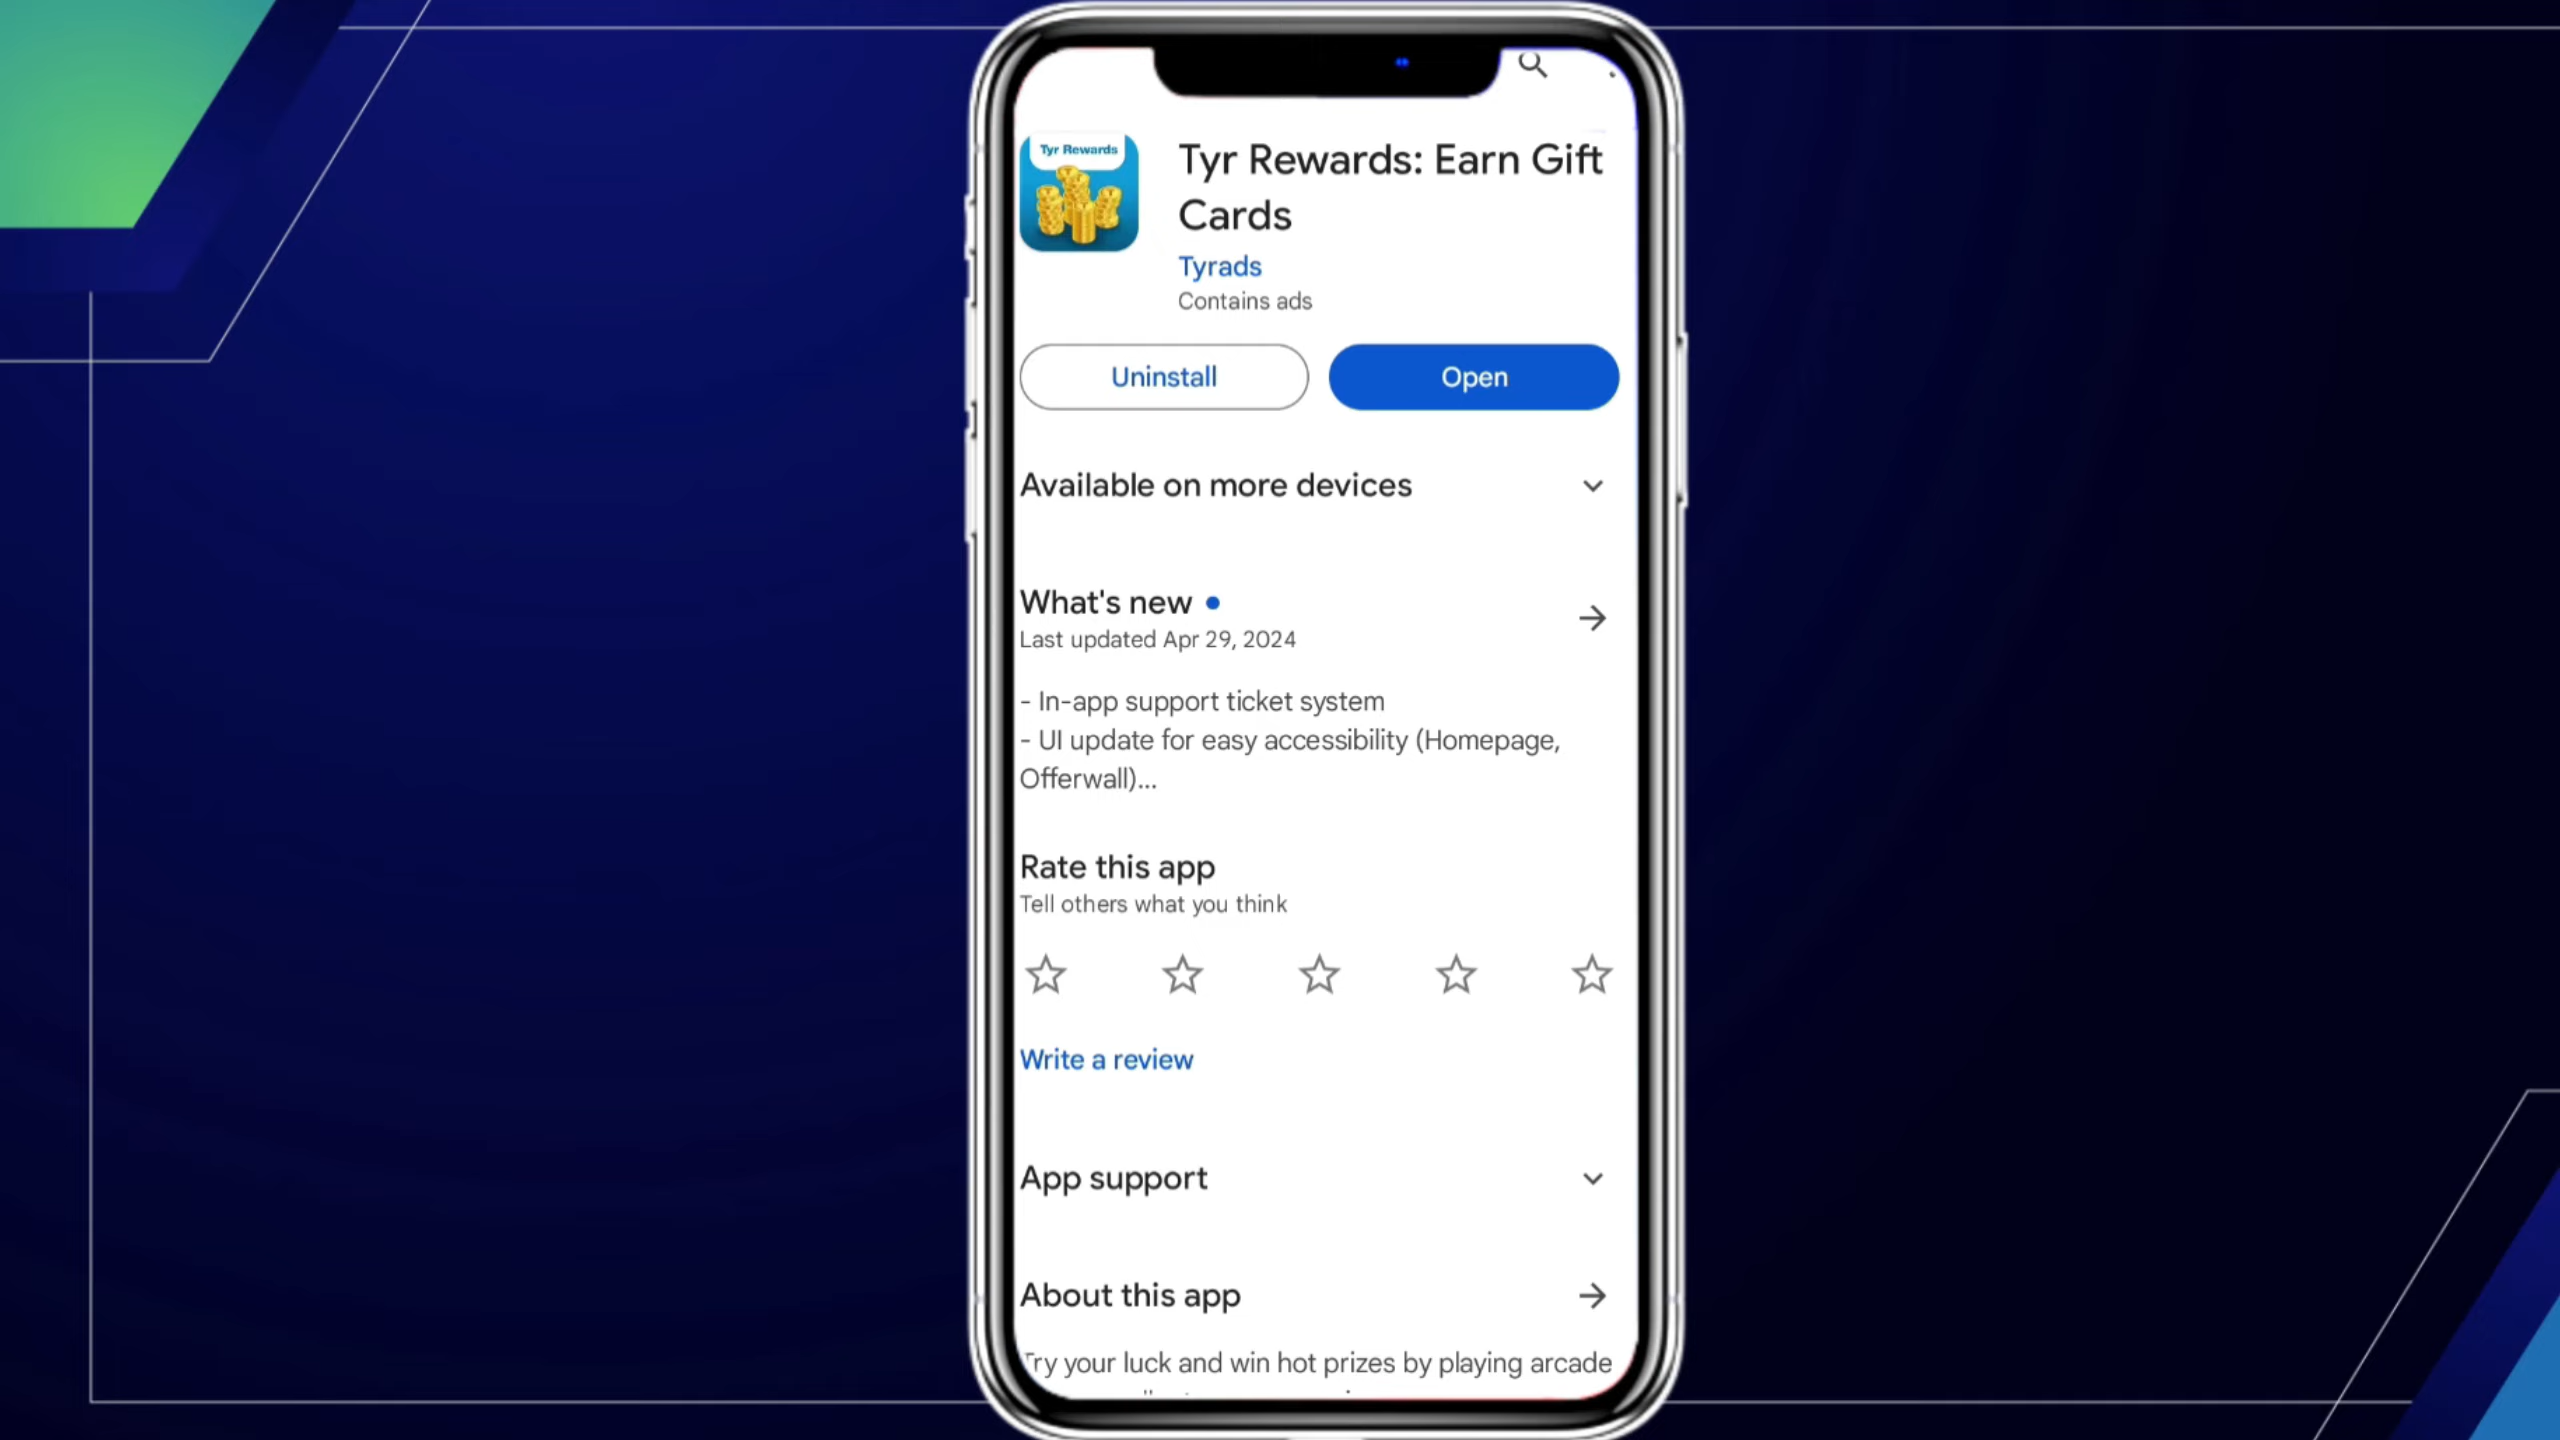 Tyr Rewards
Tyr Rewards: Earn Gift
Cards
Tyrads
Contains ads
Uninstall
Open
Available on more devices
What's new
Last updated Apr 29, 2024
- In-app support ticket system
- UI update for easy accessibility (Homepage,
Offerwall)...
Rate this app
Tell others what you think
Write a review
App support
About this app
Try your luck and win hot prizes by playing arcade